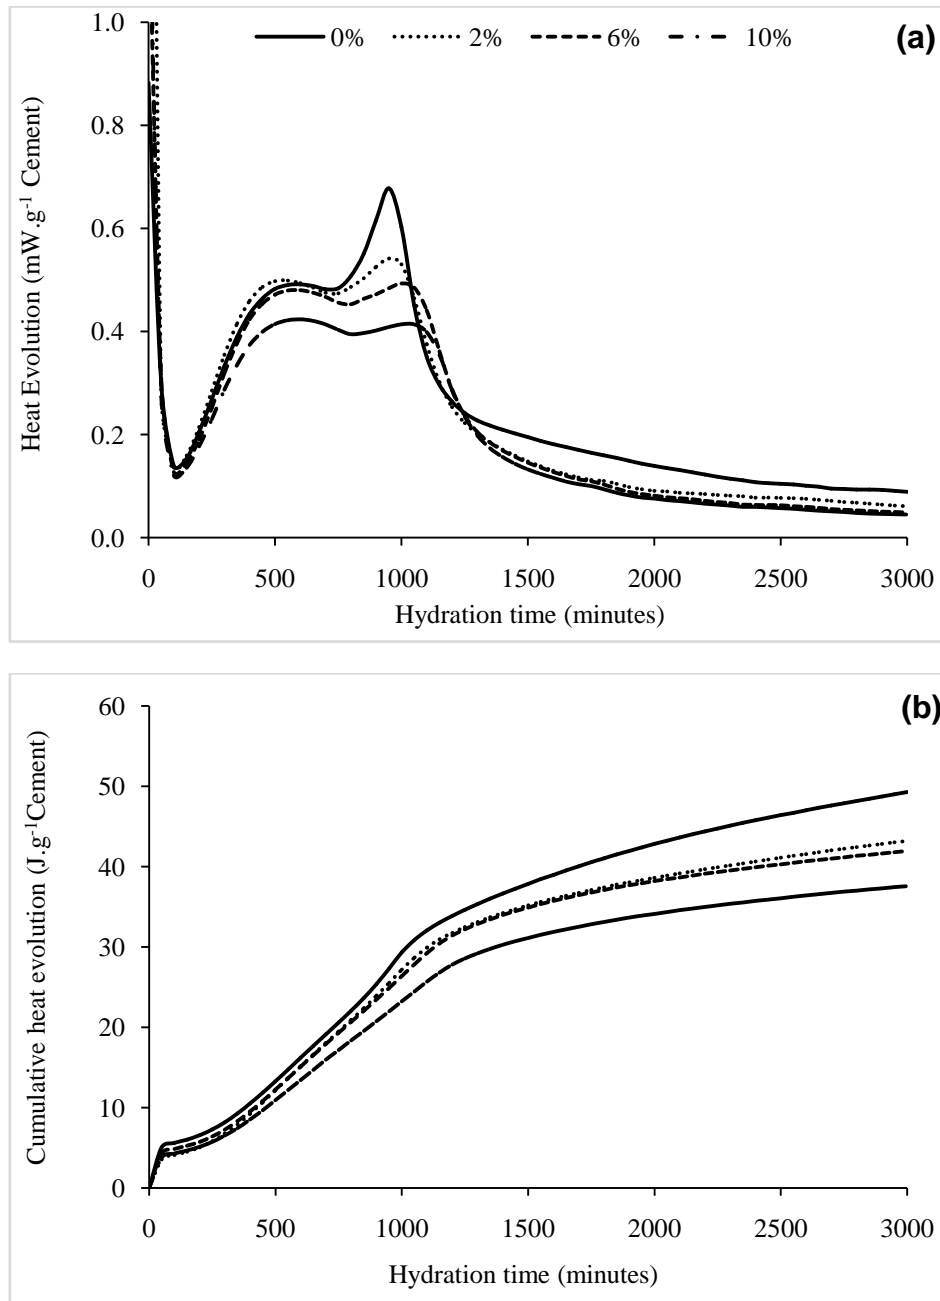 (a)
0% 2% 6% 10%
1.0
0.8
0.6
0.4
0.2
0.0
Heat Evolution (mW.g⁻¹ Cement)
0 500 1000 1500 2000 2500 3000
Hydration time (minutes)
(b)
60
50
40
30
20
10
0
Cumulative heat evolution (J.g⁻¹Cement)
0 500 1000 1500 2000 2500 3000
Hydration time (minutes)